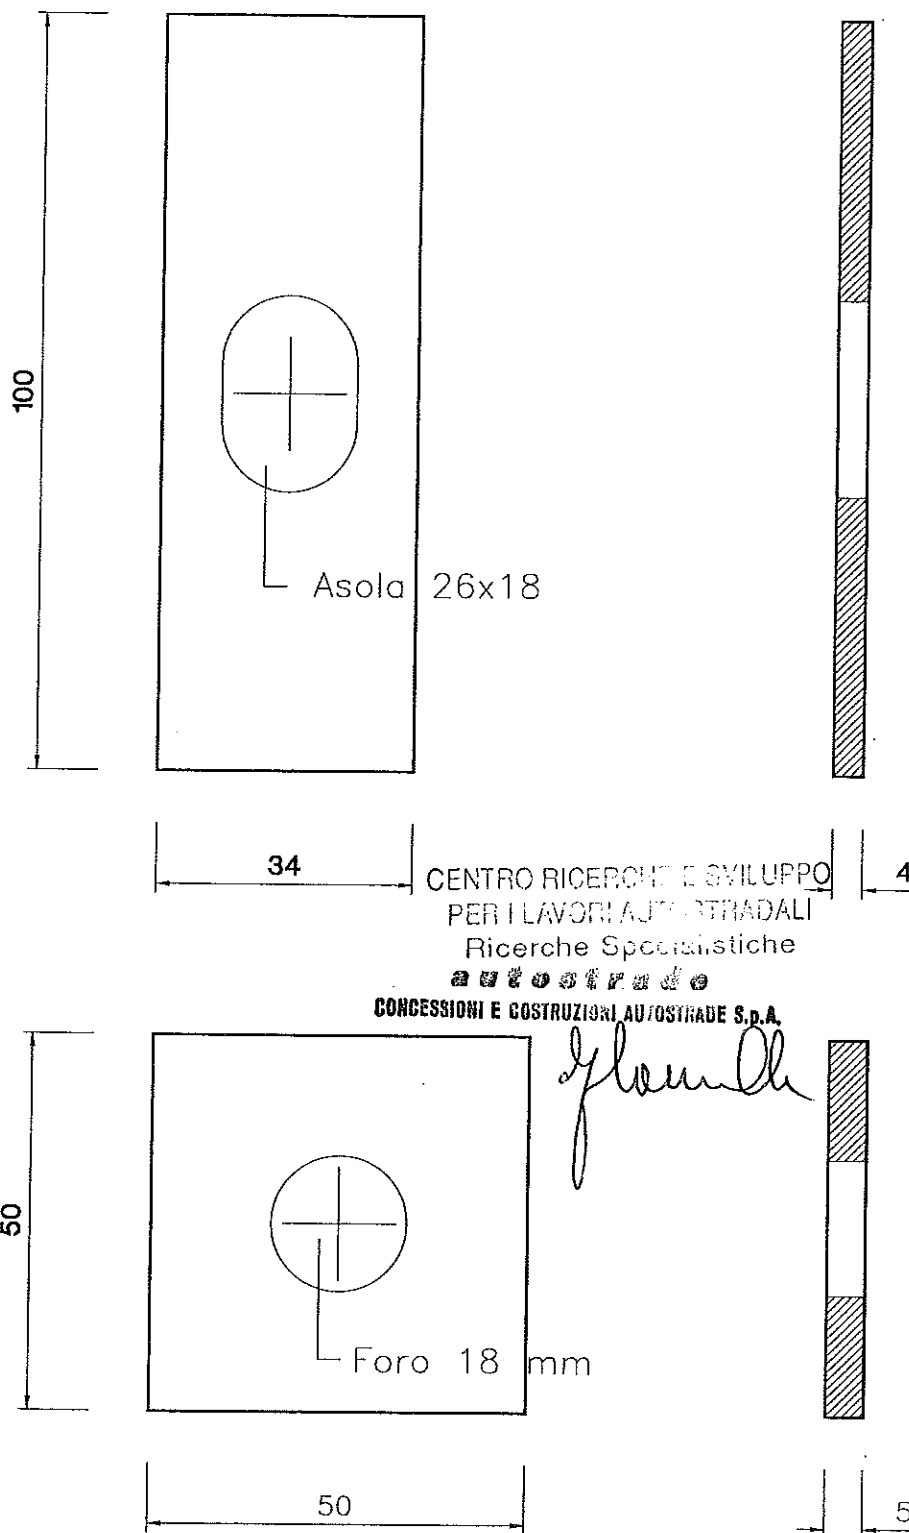 100
Asola 26x18
34
4
CENTRO RICERCHE E SVILUPPO
PER I LAVORI AUTOSTRADALI
Ricerche Specialistiche
autostrade
CONCESSIONI E COSTRUZIONI AUTOSTRADE S.p.A.
50
Foro 18 mm
50
5